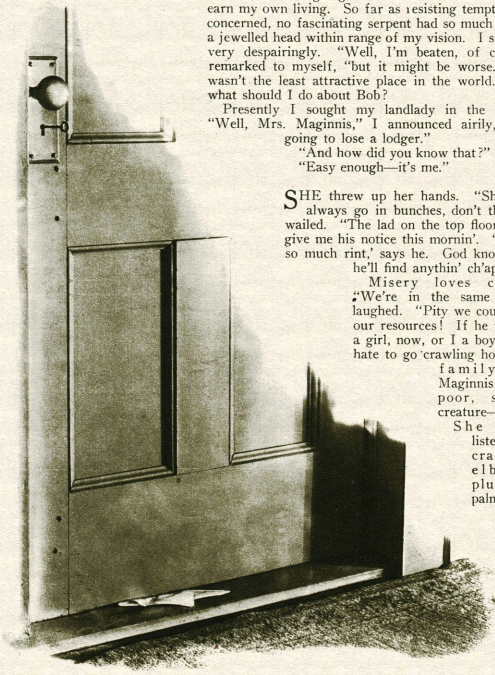 earn my own living. So far as resisting tempt
concerned, no fascinating serpent had so much
a jewelled head within range of my vision. I s
very despairingly. “Well, I’m beaten, of c
remarked to myself, “but it might be worse.
wasn’t the least attractive place in the world.
what should I do about Bob?
Presently I sought my landlady in the
“Well, Mrs. Maginnis,” I announced airily,
going to lose a lodger.”
“And how did you know that?”
“Easy enough—it’s me.”
SHE threw up her hands. “Sh
always go in bunches, don’t th
wailed. “The lad on the top floor
give me his notice this mornin’. ‘
so much rint,’ says he. God kno
he’ll find anythin’ ch’ap
Misery loves c
“We’re in the same
laughed. “Pity we cou
our resources! If he
a girl, now, or I a boy
hate to go crawling ho
family
Maginnis
poor, s
creature—
She
liste
cra
elb
plu
palm